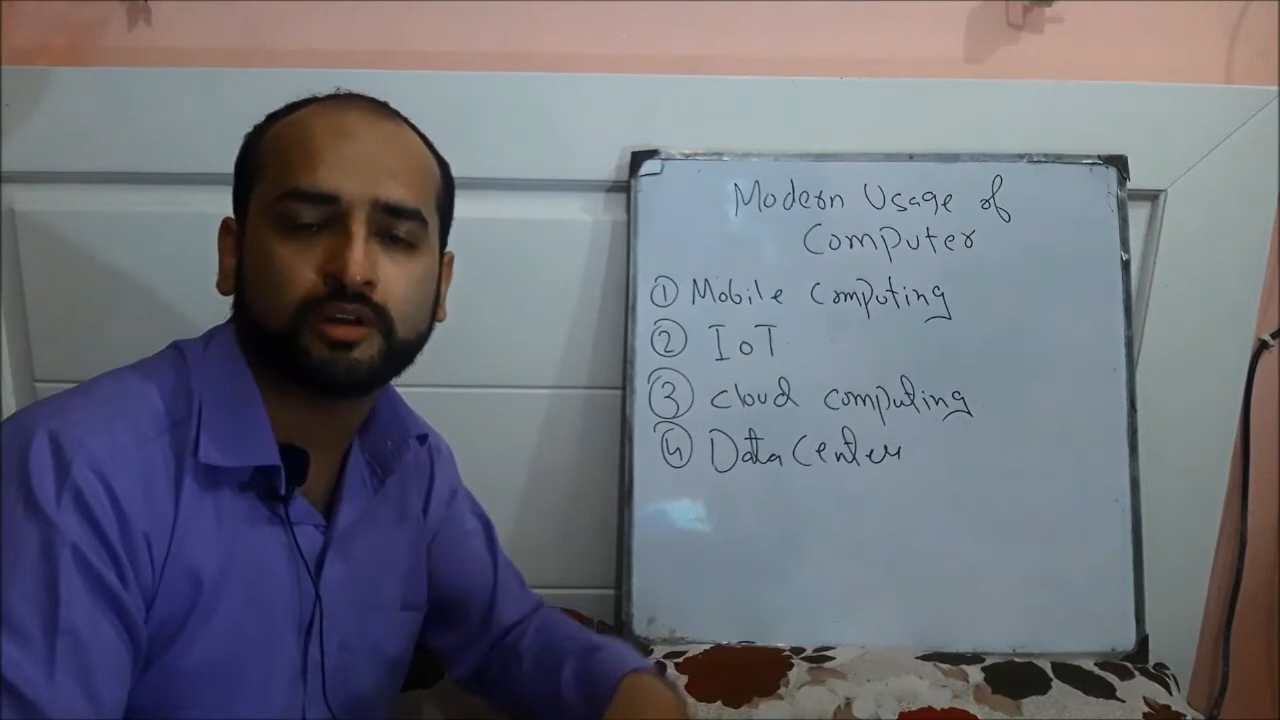 Modern Usage of
Computer
① Mobile Computing
② IoT
③ Cloud Computing
④ Data Center